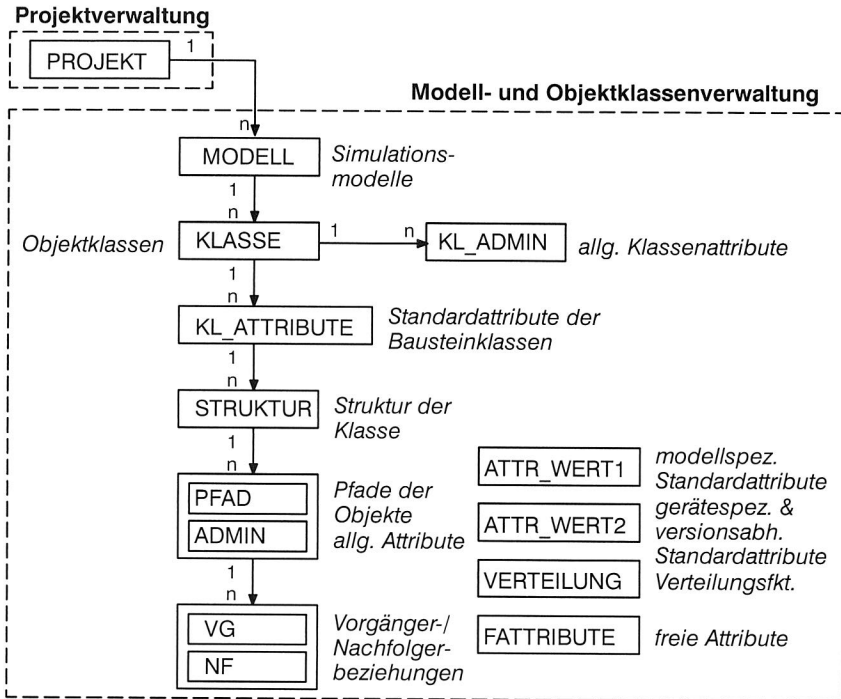 Projektverwaltung
PROJEKT
1
Modell- und Objektklassenverwaltung
n
MODELL
Simulations-
modelle
1
n
Objektklassen
KLASSE
1
n
KL_ADMIN
allg. Klassenattribute
1
n
KL_ATTRIBUTE
Standardattribute der
Bausteinklassen
1
n
STRUKTUR
Struktur der
Klasse
1
n
PFAD
ADMIN
Pfade der
Objekte
allg. Attribute
ATTR_WERT1
modellspez.
Standardattribute
ATTR_WERT2
gerätespez. &
versionsabh.
Standardattribute
VERTEILUNG
Verteilungsfkt.
1
n
VG
NF
Vorgänger-/
Nachfolger-
beziehungen
FATTRIBUTE
freie Attribute